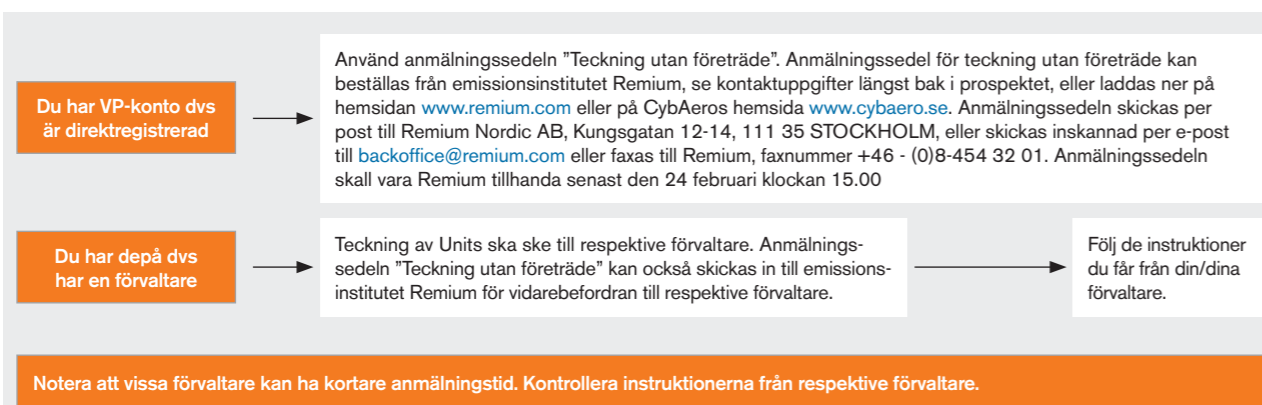 Använd anmälningssedeln ”Teckning utan företräde”. Anmälningssedel för teckning utan företräde kan
beställas från emissionsinstitutet Remium, se kontaktuppgifter längst bak i prospektet, eller laddas ner på
Du har VP-konto dvs
är direktregistrerad
hemsidan www.remium.com eller på CybAeros hemsida www.cybaero.se. Anmälningssedeln skickas per
post till Remium Nordic AB, Kungsgatan 12-14, 111 35 STOCKHOLM, eller skickas inskannad per e-post
till backoffice@remium.com eller faxas till Remium, faxnummer +46 - (0)8-454 32 01. Anmälningssedeln
skall vara Remium tillhanda senast den 24 februari klockan 15.00
Du har depå dvs
har en förvaltare
Teckning av Units ska ske till respektive förvaltare. Anmälnings-
sedeln ”Teckning utan företräde” kan också skickas in till emissions-
institutet Remium för vidarebefordran till respektive förvaltare.
Följ de instruktioner
du får från din/dina
förvaltare.
Notera att vissa förvaltare kan ha kortare anmälningstid. Kontrollera instruktionerna från respektive förvaltare.